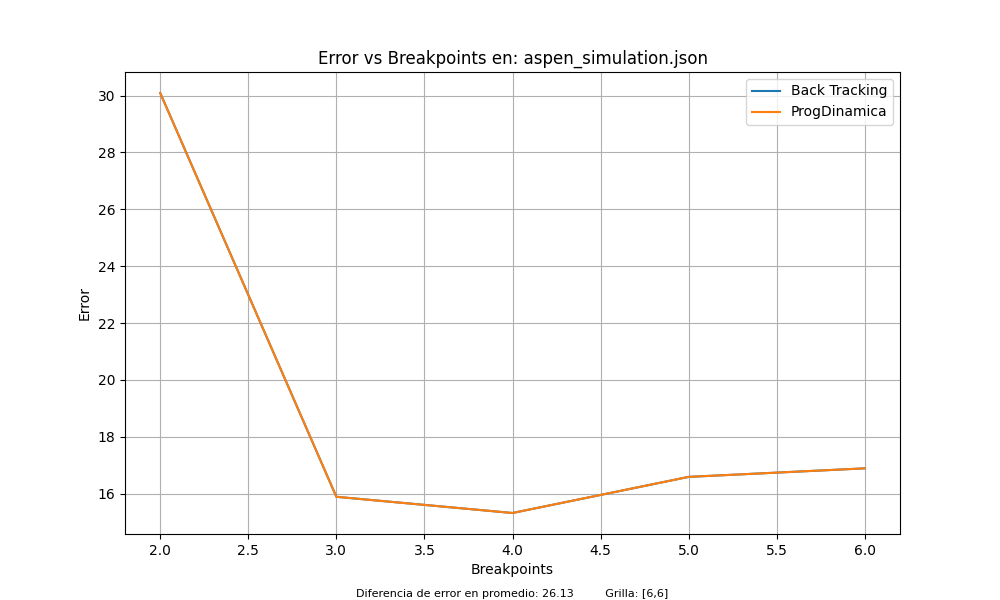 Error vs Breakpoints en: aspen_simulation.json
Back Tracking
ProgDinamica
30
28
26
24
22
20
18
16
Error
2.0 2.5 3.0 3.5 4.0 4.5 5.0 5.5 6.0
Breakpoints
Diferencia de error en promedio: 26.13 Grilla: [6,6]